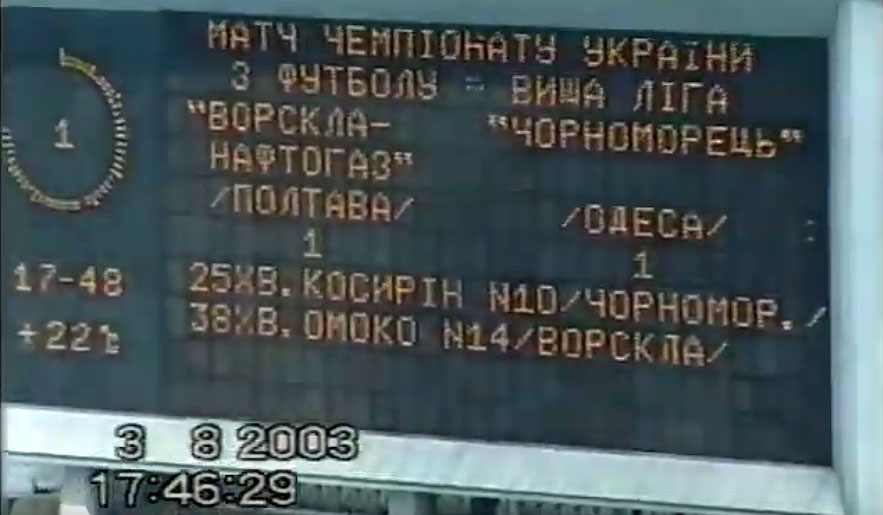 МАТЧ ЧЕМПІОНАТУ УКРАЇНИ
З ФУТБОЛУ - ВИЩА ЛІГА
"ВОРСКЛА- "ЧОРНОМОРЕЦЬ"
НАФТОГАЗ"
/ПОЛТАВА/ /ОДЕСА/ :
1
1 1
17-48 25ХВ.КОСИРІН N10/ЧОРНОМОР./
+22°C 38ХВ.ОМОКО N14/ВОРСКЛА/
3 8 2003
17:46:29